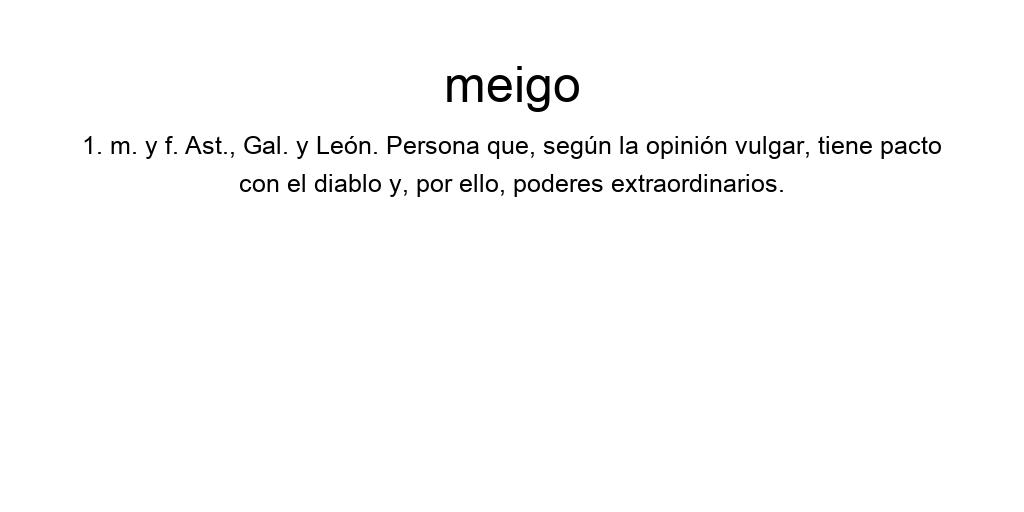 meigo
1. m. y f. Ast., Gal. y León. Persona que, según la opinión vulgar, tiene pacto
con el diablo y, por ello, poderes extraordinarios.